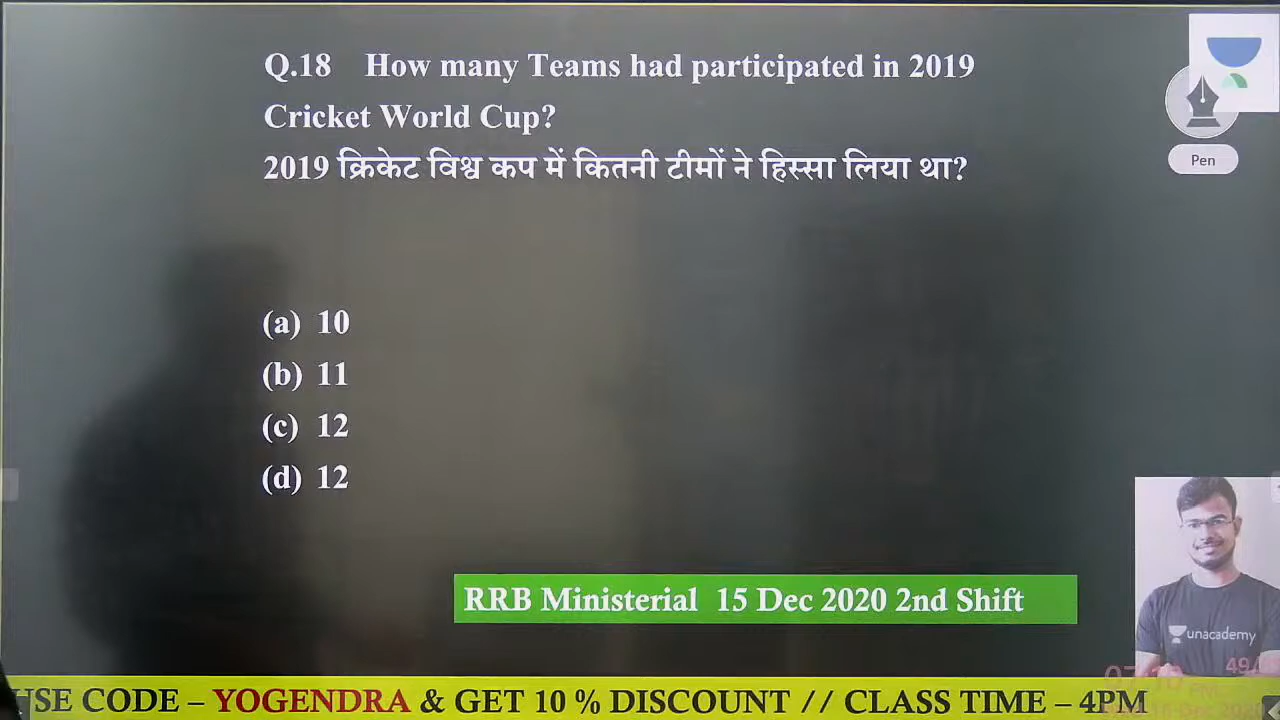 Q.18 How many Teams had participated in 2019
Cricket World Cup?
2019 क्रिकेट विश्व कप में कितनी टीमों ने हिस्सा लिया था?
Pen
(a) 10
(b) 11
(c) 12
(d) 12
RRB Ministerial 15 Dec 2020 2nd Shift
unacademy
USE CODE – YOGENDRA & GET 10 % DISCOUNT // CLASS TIME – 4PM